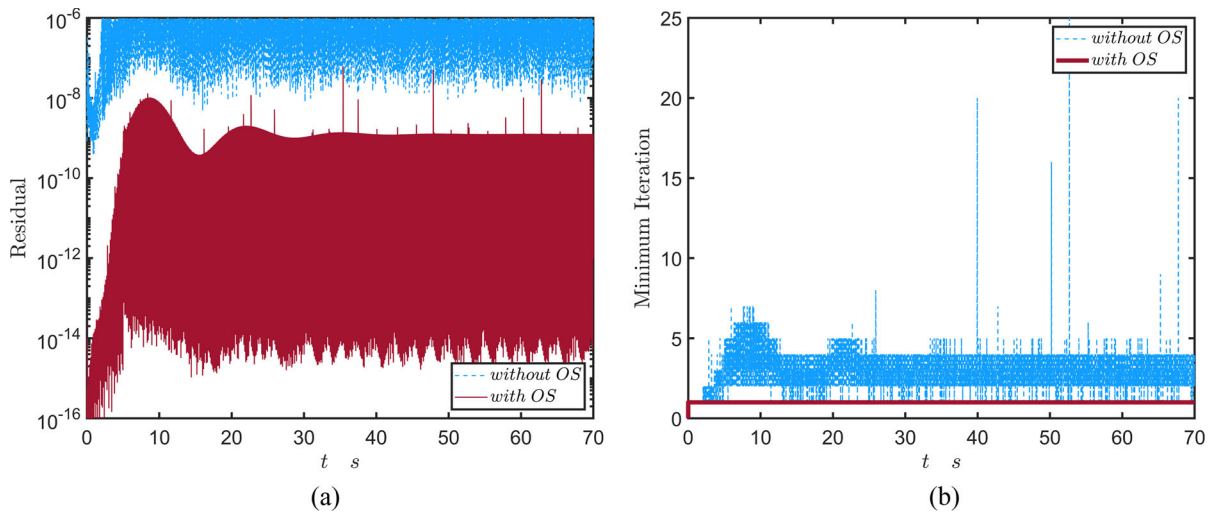 10^-6
10^-8
10^-10
10^-12
10^-14
10^-16
Residual
0 10 20 30 40 50 60 70
t s
without OS
with OS
(a)
25
20
15
10
5
0
Minimum Iteration
0 10 20 30 40 50 60 70
t s
without OS
with OS
(b)